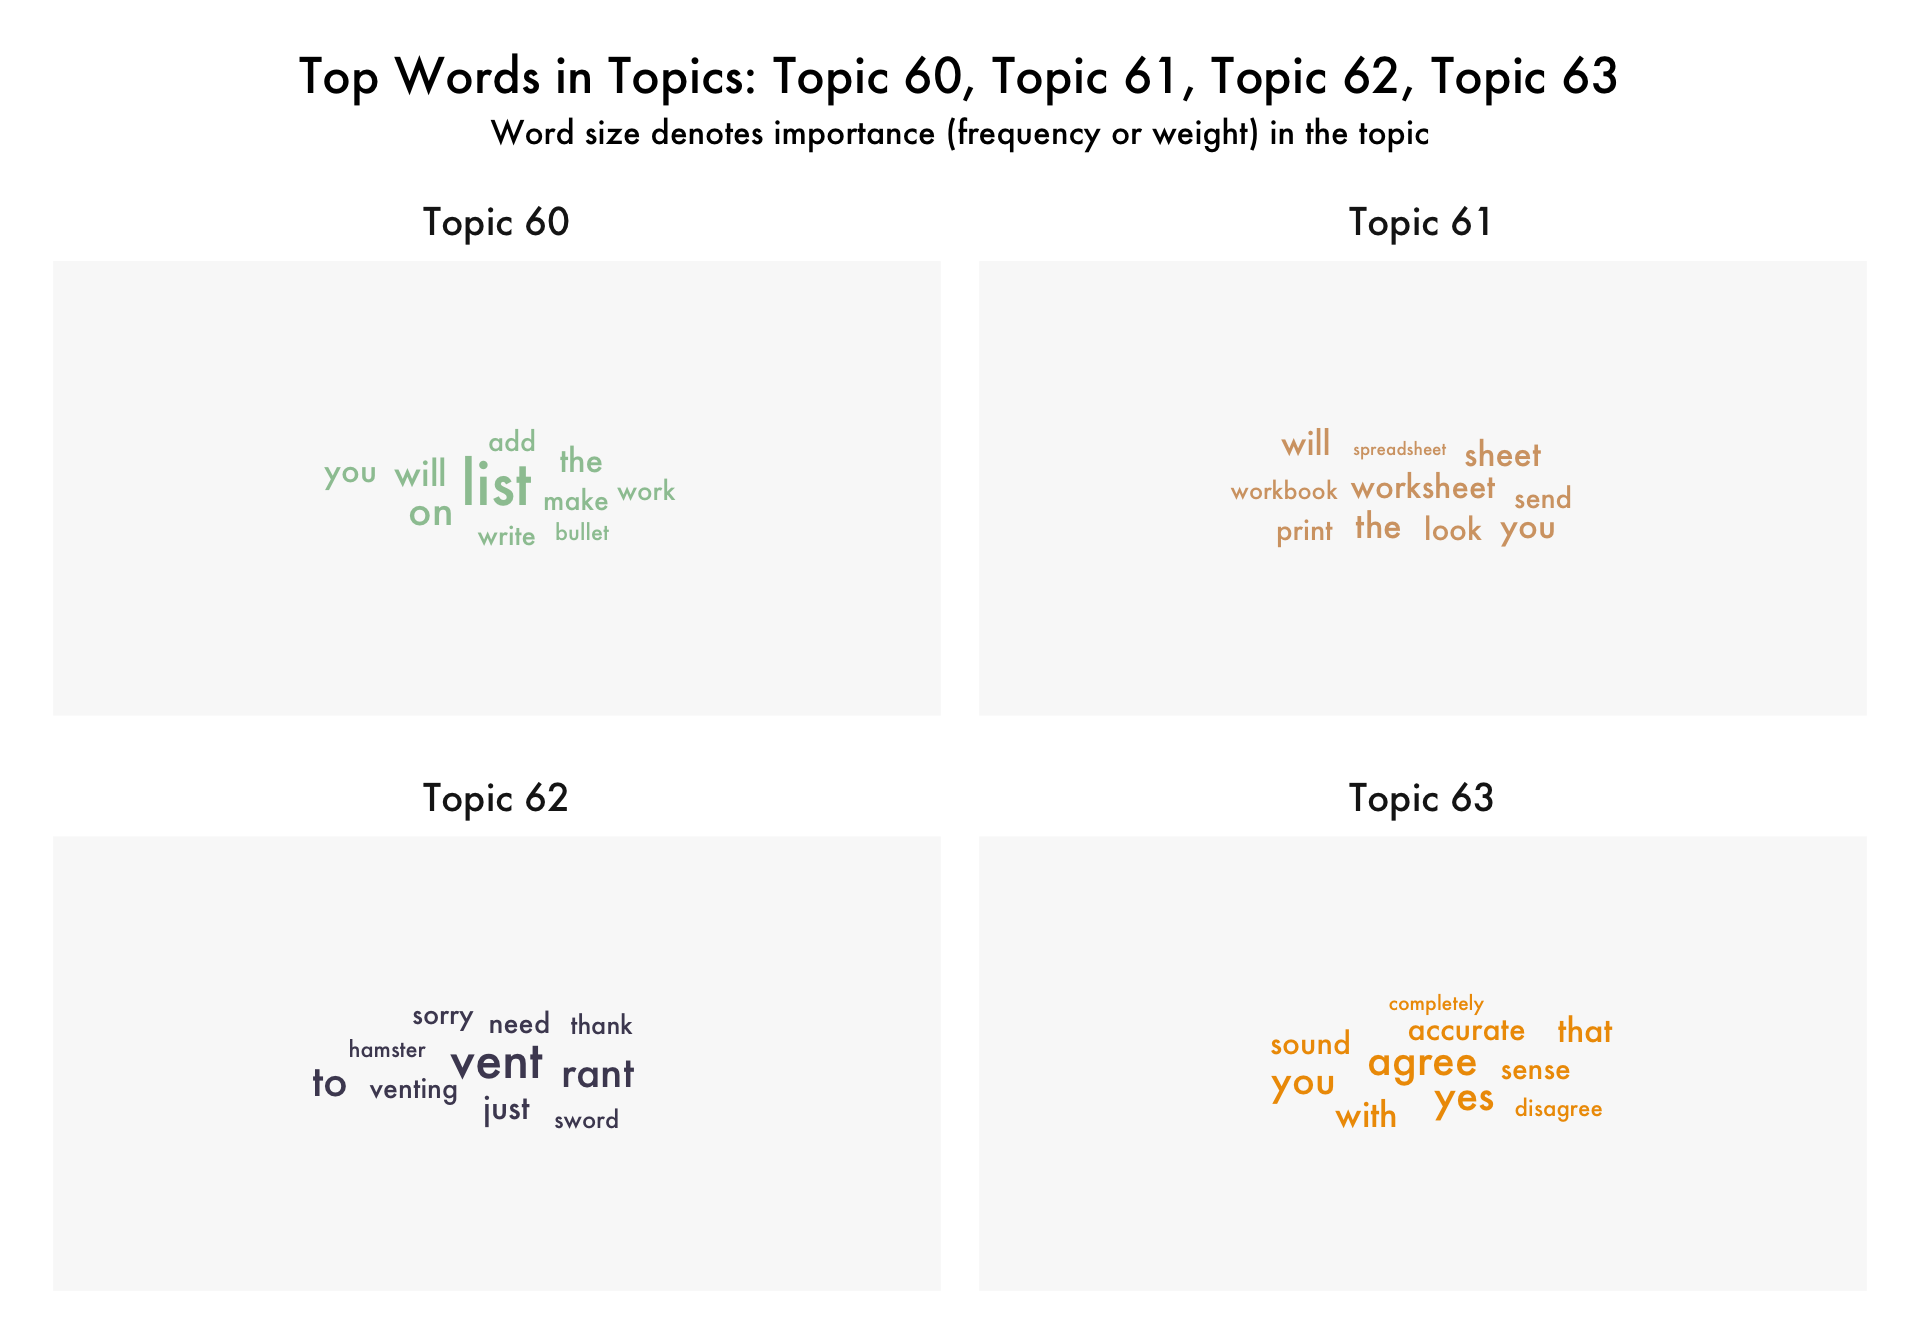 Top Words in Topics: Topic 60, Topic 61, Topic 62, Topic 63
Word size denotes importance (frequency or weight) in the topic
Topic 60
add
you will list the
on make work
write bullet
Topic 61
will spreadsheet sheet
workbook worksheet send
print the look you
Topic 62
sorry need thank
hamster vent rant
to venting
just sword
Topic 63
completely
sound accurate that
you agree sense
with yes disagree